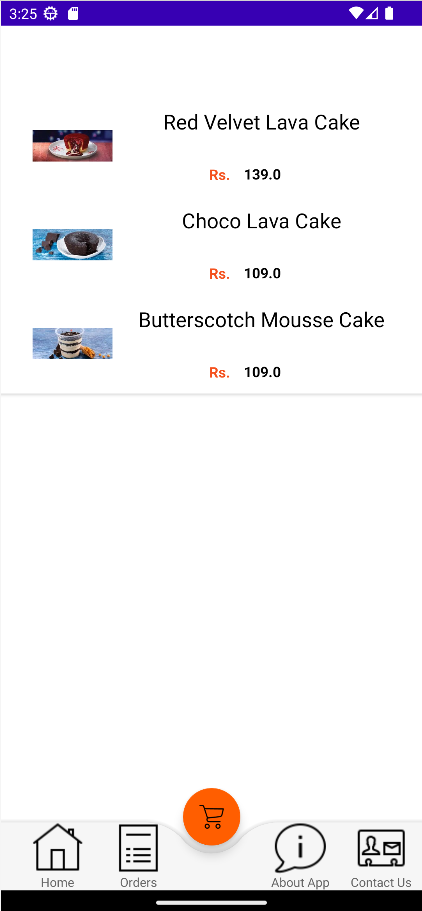 3:25
Red Velvet Lava Cake
Rs. 139.0
Choco Lava Cake
Rs. 109.0
Butterscotch Mousse Cake
Rs. 109.0
Home Orders About App Contact Us